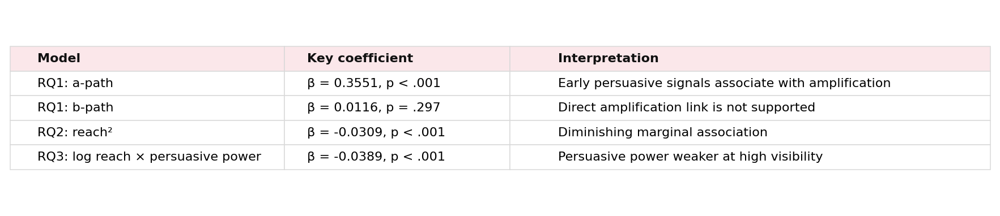 Model Key coefficient Interpretation
RQ1: a-path β = 0.3551, p < .001 Early persuasive signals associate with amplification
RQ1: b-path β = 0.0116, p = .297 Direct amplification link is not supported
RQ2: reach² β = -0.0309, p < .001 Diminishing marginal association
RQ3: log reach × persuasive power β = -0.0389, p < .001 Persuasive power weaker at high visibility